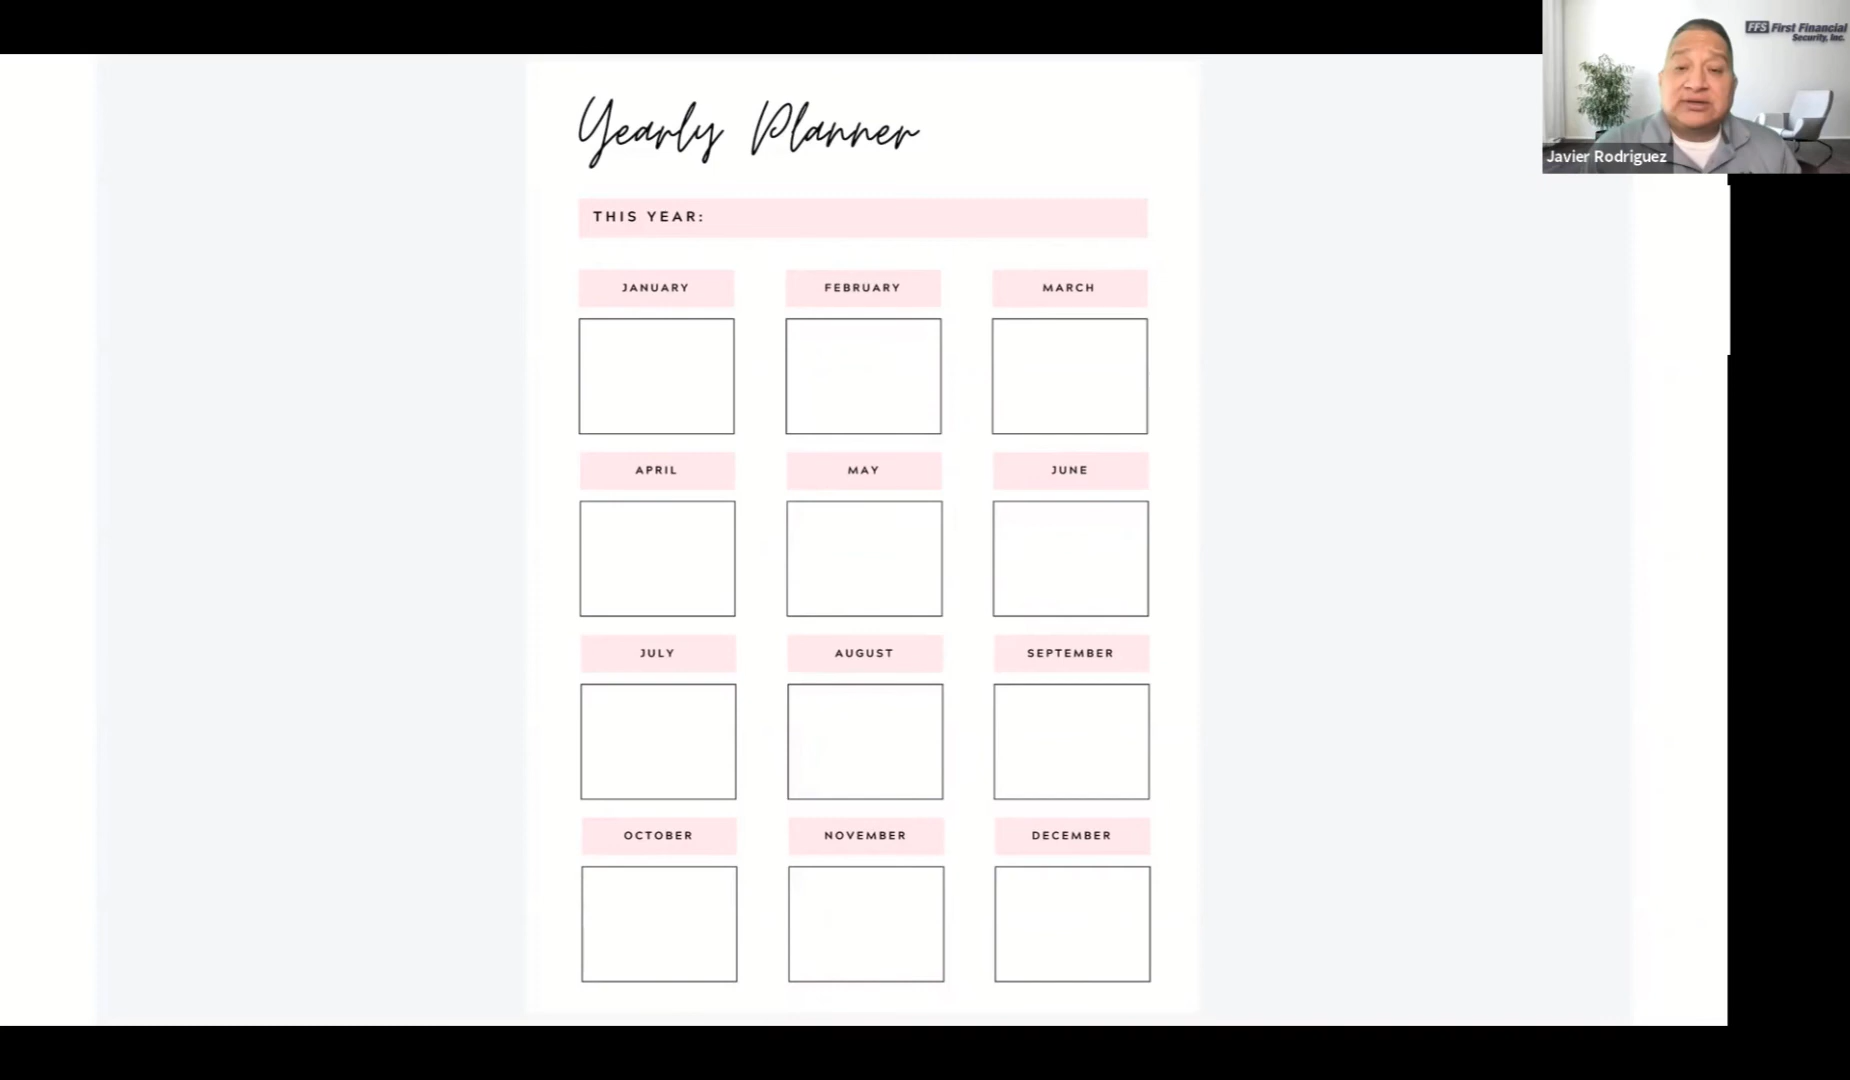 FFS First Financial
Security, Inc.
Javier Rodriguez
Yearly Planner
THIS YEAR:
JANUARY
FEBRUARY
MARCH
APRIL
MAY
JUNE
JULY
AUGUST
SEPTEMBER
OCTOBER
NOVEMBER
DECEMBER